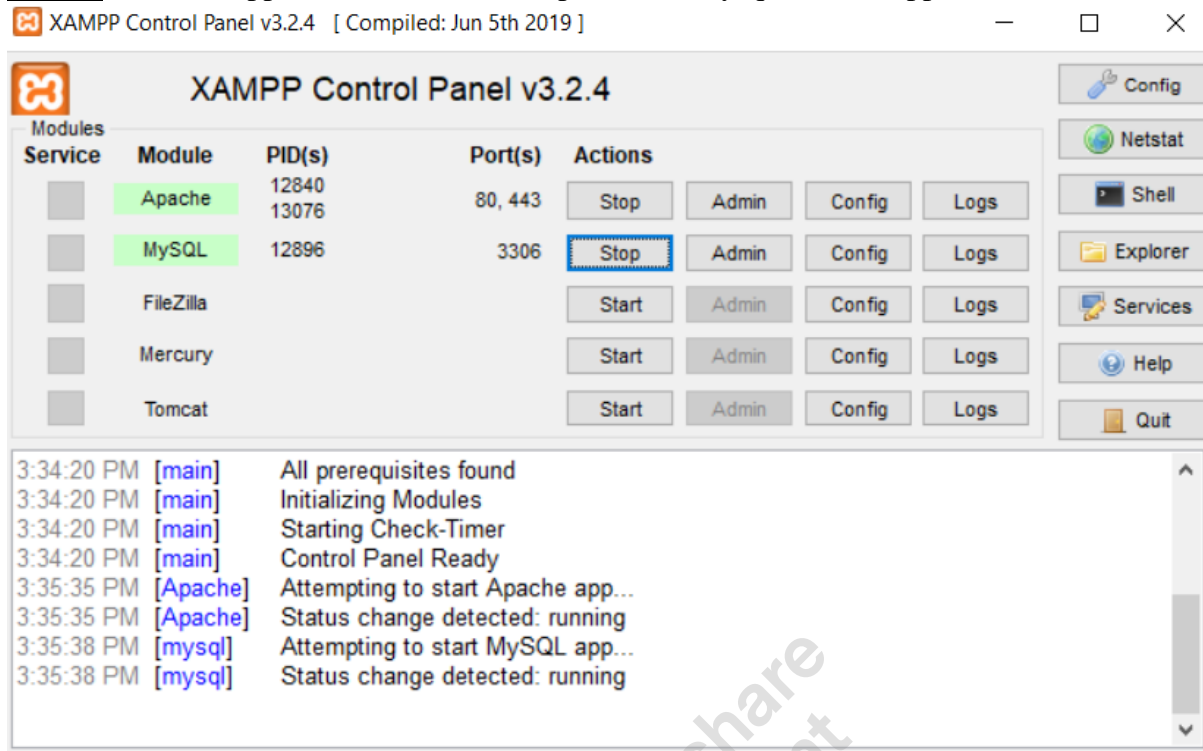 XAMPP Control Panel v3.2.4 [ Compiled: Jun 5th 2019 ]
XAMPP Control Panel v3.2.4
Config
Modules
Service Module PID(s) Port(s) Actions
Netstat
Apache 12840 13076 80, 443 Stop Admin Config Logs
Shell
MySQL 12896 3306 Stop Admin Config Logs
Explorer
FileZilla Start Admin Config Logs
Services
Mercury Start Admin Config Logs
Help
Tomcat Start Admin Config Logs
Quit
3:34:20 PM [main] All prerequisites found
3:34:20 PM [main] Initializing Modules
3:34:20 PM [main] Starting Check-Timer
3:34:20 PM [main] Control Panel Ready
3:35:35 PM [Apache] Attempting to start Apache app...
3:35:35 PM [Apache] Status change detected: running
3:35:38 PM [mysql] Attempting to start MySQL app...
3:35:38 PM [mysql] Status change detected: running